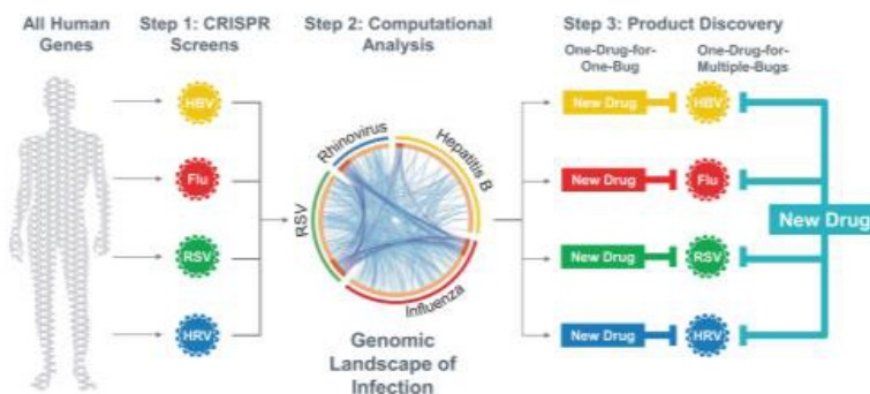 All Human
Genes
Step 1: CRISPR
Screens
Step 2: Computational
Analysis
Step 3: Product Discovery
One-Drug-for-
One-Bug
One-Drug-for-
Multiple-Bugs
HBV
Flu
RSV
HRV
Rhinovirus
Hepatitis B
RSV
Influenza
Genomic
Landscape of
Infection
New Drug
HBV
New Drug
Flu
New Drug
RSV
New Drug
HRV
New Drug